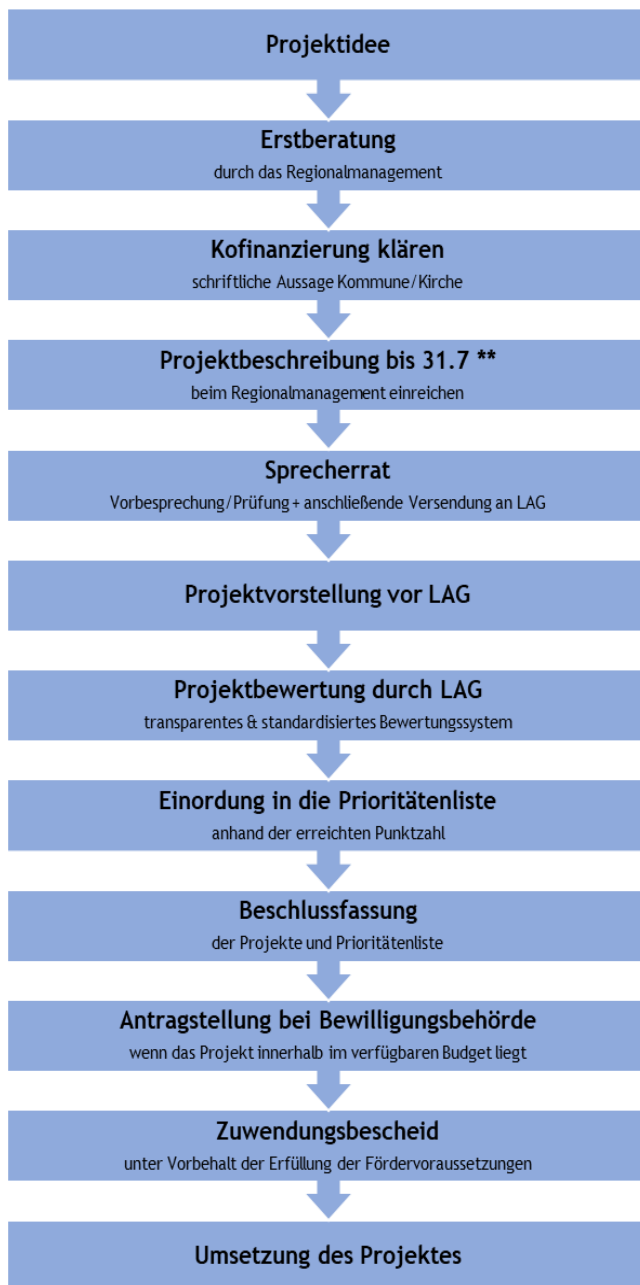 Projektidee
Erstberatung
durch das Regionalmanagement
Kofinanzierung klären
schriftliche Aussage Kommune/Kirche
Projektbeschreibung bis 31.7 **
beim Regionalmanagement einreichen
Sprecherrat
Vorbesprechung/Prüfung + anschließende Versendung an LAG
Projektvorstellung vor LAG
Projektbewertung durch LAG
transparentes & standardisiertes Bewertungssystem
Einordung in die Prioritätenliste
anhand der erreichten Punktzahl
Beschlussfassung
der Projekte und Prioritätenliste
Antragstellung bei Bewilligungsbehörde
wenn das Projekt innerhalb im verfügbaren Budget liegt
Zuwendungsbescheid
unter Vorbehalt der Erfüllung der Fördervoraussetzungen
Umsetzung des Projektes